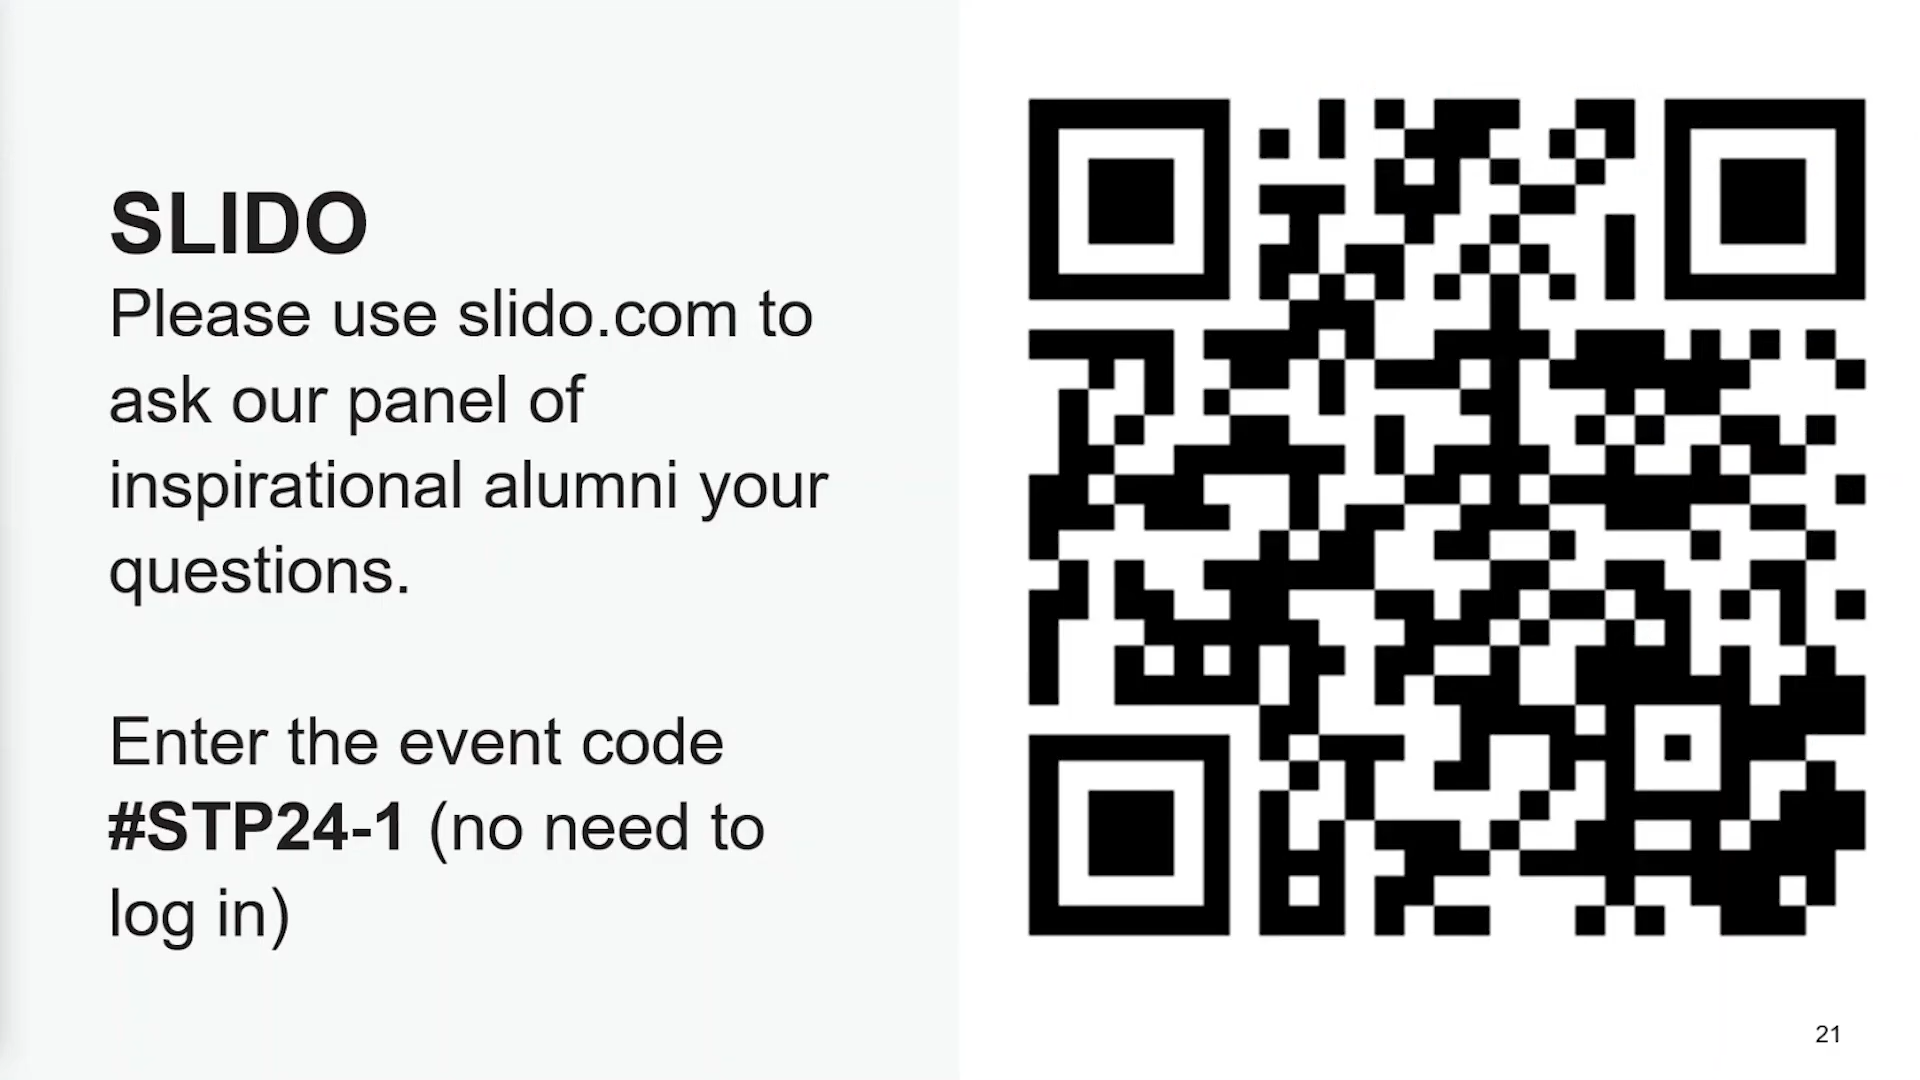 SLIDO
Please use slido.com to
ask our panel of
inspirational alumni your
questions.
Enter the event code
#STP24-1 (no need to
log in)
21